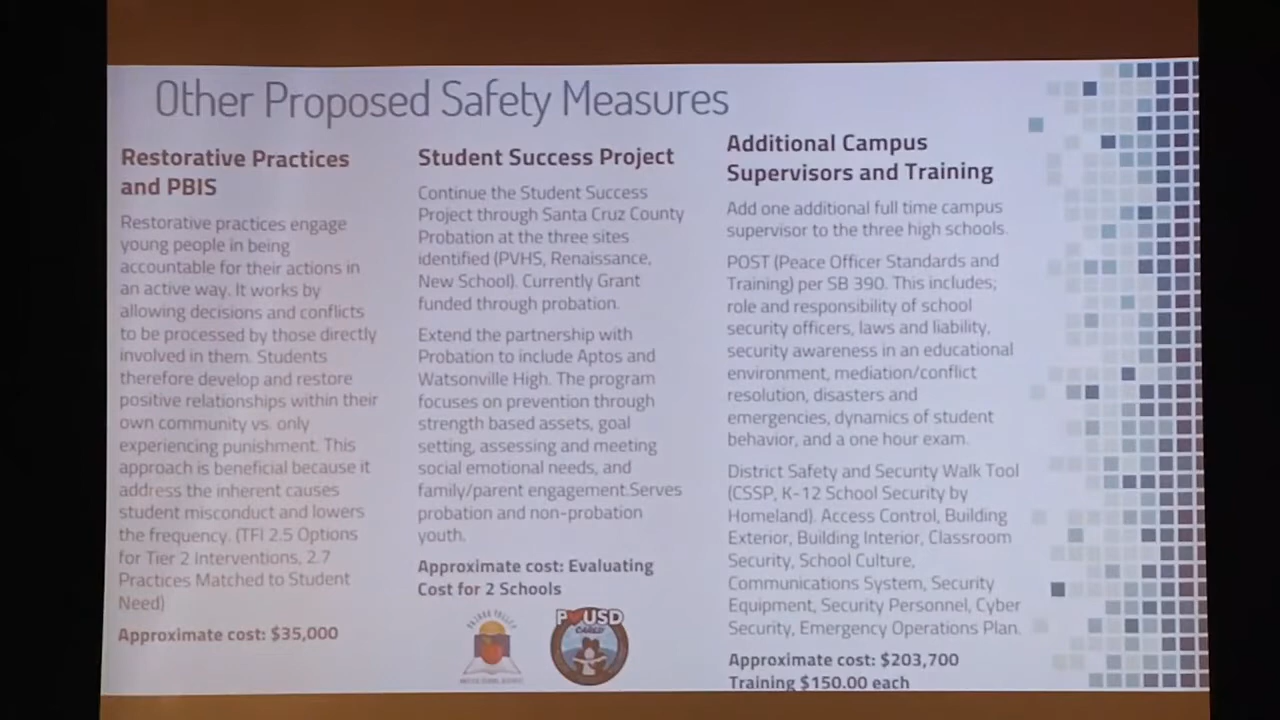 Other Proposed Safety Measures
Restorative Practices
and PBIS
Restorative practices engage
young people in being
accountable for their actions in
an active way. It works by
allowing decisions and conflicts
to be processed by those directly
involved in them. Students
therefore develop and restore
positive relationships within their
own community vs. only
experiencing punishment. This
approach is beneficial because it
address the inherent causes
student misconduct and lowers
the frequency. (TFI 2.5 Options
for Tier 2 Interventions, 2.7
Practices Matched to Student
Need)
Approximate cost: $35,000
Student Success Project
Continue the Student Success
Project through Santa Cruz County
Probation at the three sites
identified (PVHS, Renaissance,
New School). Currently Grant
funded through probation.
Extend the partnership with
Probation to include Aptos and
Watsonville High. The program
focuses on prevention through
strength based assets, goal
setting, assessing and meeting
social emotional needs, and
family/parent engagement.Serves
probation and non-probation
youth.
Approximate cost: Evaluating
Cost for 2 Schools
PAJARO VALLEY
P USD
CARES
Additional Campus
Supervisors and Training
Add one additional full time campus
supervisor to the three high schools.
POST (Peace Officer Standards and
Training) per SB 390. This includes;
role and responsibility of school
security officers, laws and liability,
security awareness in an educational
environment, mediation/conflict
resolution, disasters and
emergencies, dynamics of student
behavior, and a one hour exam.
District Safety and Security Walk Tool
(CSSP, K-12 School Security by
Homeland). Access Control, Building
Exterior, Building Interior, Classroom
Security, School Culture,
Communications System, Security
Equipment, Security Personnel, Cyber
Security, Emergency Operations Plan.
Approximate cost: $203,700
Training $150.00 each